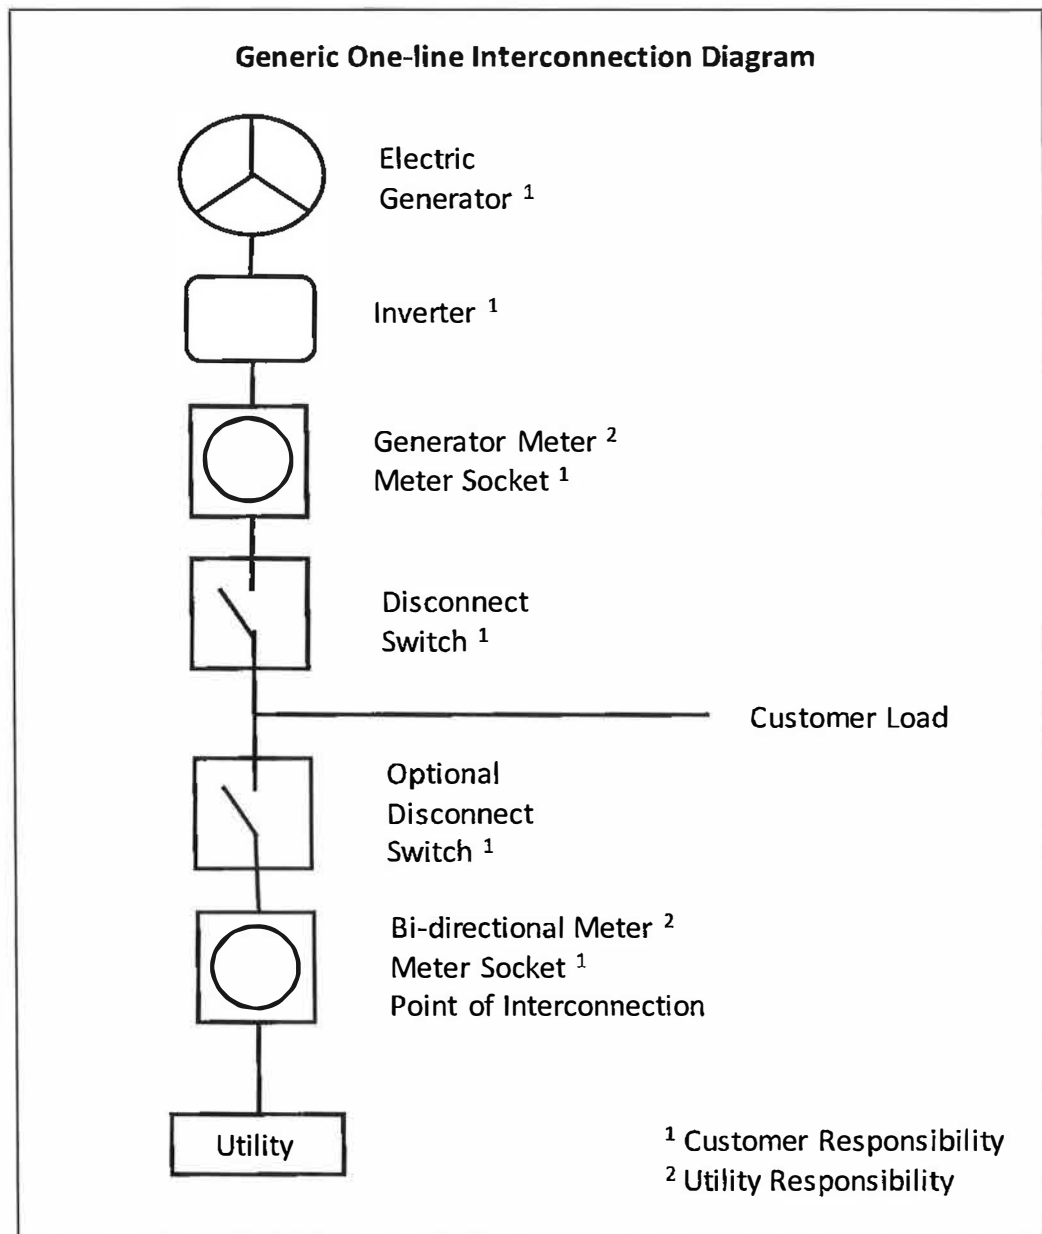 Generic One-line Interconnection Diagram
Electric
Generator ¹
Inverter ¹
Generator Meter ²
Meter Socket ¹
Disconnect
Switch ¹
Customer Load
Optional
Disconnect
Switch ¹
Bi-directional Meter ²
Meter Socket ¹
Point of Interconnection
Utility
¹ Customer Responsibility
² Utility Responsibility